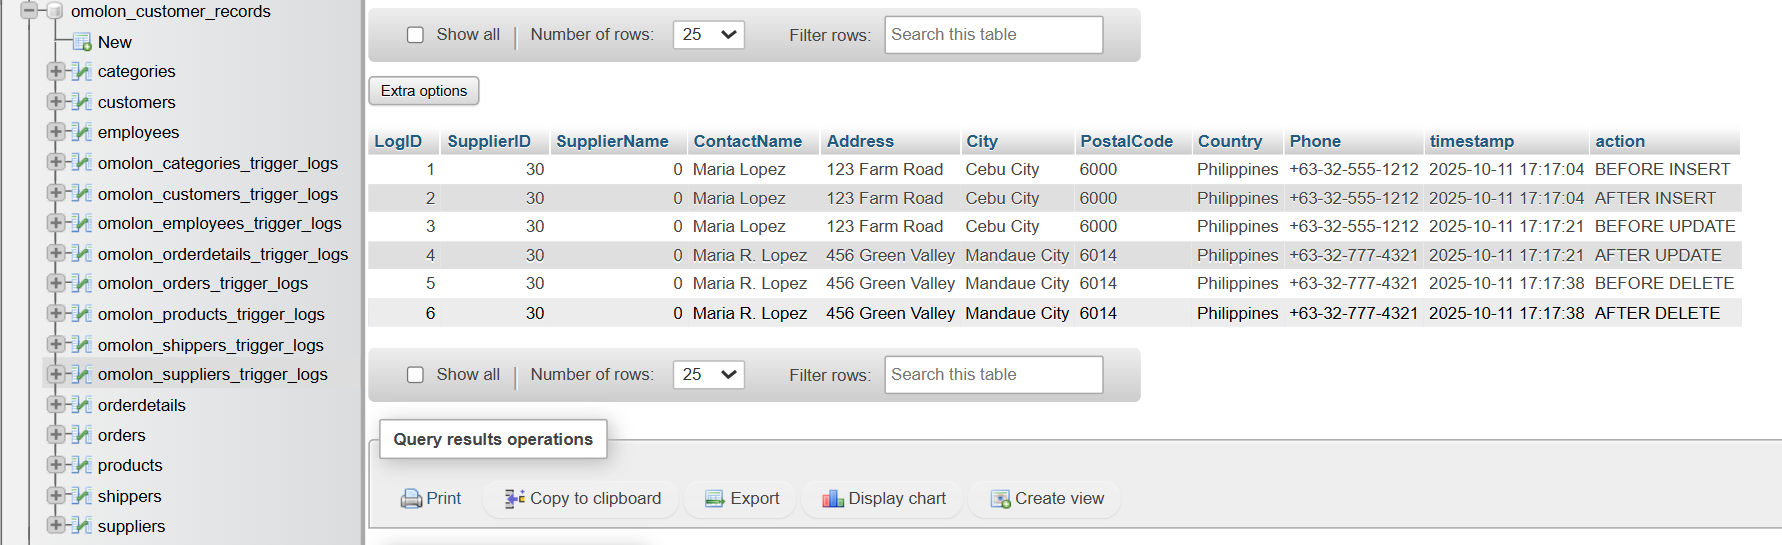 omolon_customer_records
New
categories
customers
employees
omolon_categories_trigger_logs
omolon_customers_trigger_logs
omolon_employees_trigger_logs
omolon_orderdetails_trigger_logs
omolon_orders_trigger_logs
omolon_products_trigger_logs
omolon_shippers_trigger_logs
omolon_suppliers_trigger_logs
orderdetails
orders
products
shippers
suppliers
Show all | Number of rows: 25 Filter rows: Search this table
Extra options
LogID SupplierID SupplierName ContactName Address City PostalCode Country Phone timestamp action
1 30 0 Maria Lopez 123 Farm Road Cebu City 6000 Philippines +63-32-555-1212 2025-10-11 17:17:04 BEFORE INSERT
2 30 0 Maria Lopez 123 Farm Road Cebu City 6000 Philippines +63-32-555-1212 2025-10-11 17:17:04 AFTER INSERT
3 30 0 Maria Lopez 123 Farm Road Cebu City 6000 Philippines +63-32-555-1212 2025-10-11 17:17:21 BEFORE UPDATE
4 30 0 Maria R. Lopez 456 Green Valley Mandaue City 6014 Philippines +63-32-777-4321 2025-10-11 17:17:21 AFTER UPDATE
5 30 0 Maria R. Lopez 456 Green Valley Mandaue City 6014 Philippines +63-32-777-4321 2025-10-11 17:17:38 BEFORE DELETE
6 30 0 Maria R. Lopez 456 Green Valley Mandaue City 6014 Philippines +63-32-777-4321 2025-10-11 17:17:38 AFTER DELETE
Show all | Number of rows: 25 Filter rows: Search this table
Query results operations
Print Copy to clipboard Export Display chart Create view